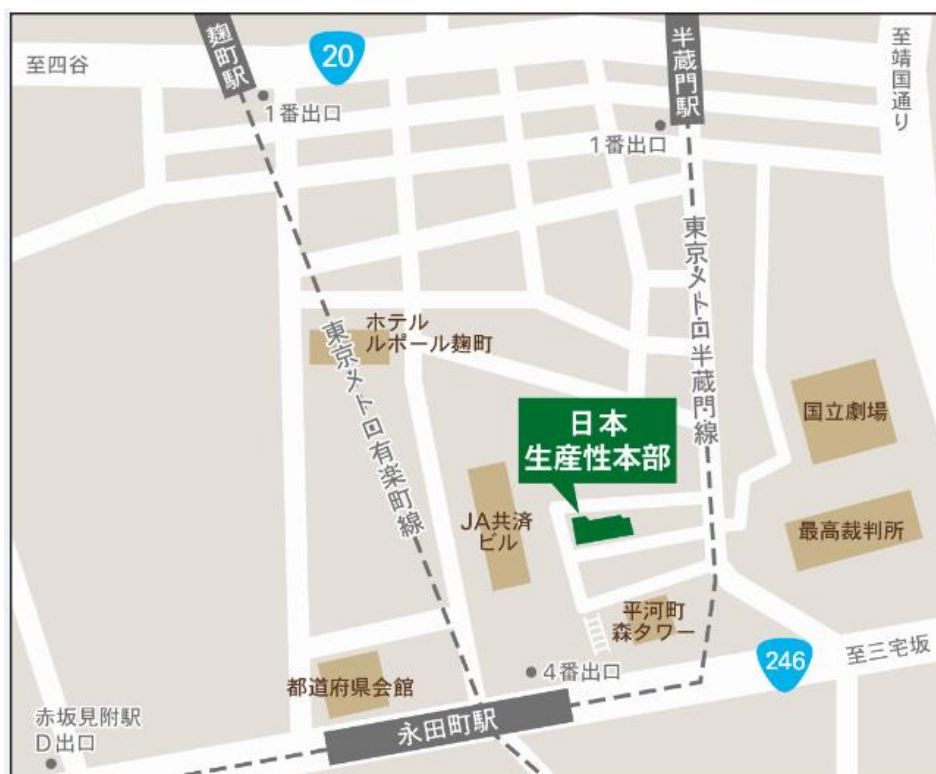 麹町駅
20
半蔵門駅
至四谷
至靖国通り
1番出口
1番出口
東京メトロ半蔵門線
ホテル
ルポール麹町
東京メトロ有楽町線
国立劇場
日本
生産性本部
JA共済
ビル
最高裁判所
平河町
森タワー
246
至三宅坂
4番出口
都道府県会館
永田町駅
赤坂見附駅
D出口